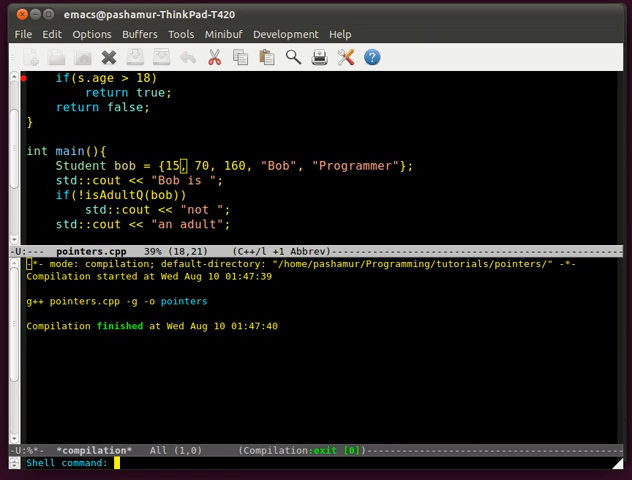 emacs@pashamur-ThinkPad-T420
File Edit Options Buffers Tools Minibuf Development Help
if(s.age > 18)
return true;
return false;
}
int main(){
Student bob = {15, 70, 160, "Bob", "Programmer"};
std::cout << "Bob is ";
if(!isAdultQ(bob))
std::cout << "not ";
std::cout << "an adult";
-U:--- pointers.cpp 39% (18,21) (C++/l +1 Abbrev)--------------------------------------------
-*- mode: compilation; default-directory: "/home/pashamur/Programming/tutorials/pointers/" -*-
Compilation started at Wed Aug 10 01:47:39
g++ pointers.cpp -g -o pointers
Compilation finished at Wed Aug 10 01:47:40
-U:%*- *compilation* All (1,0) (Compilation:exit [0])--------------------------------------------
Shell command: